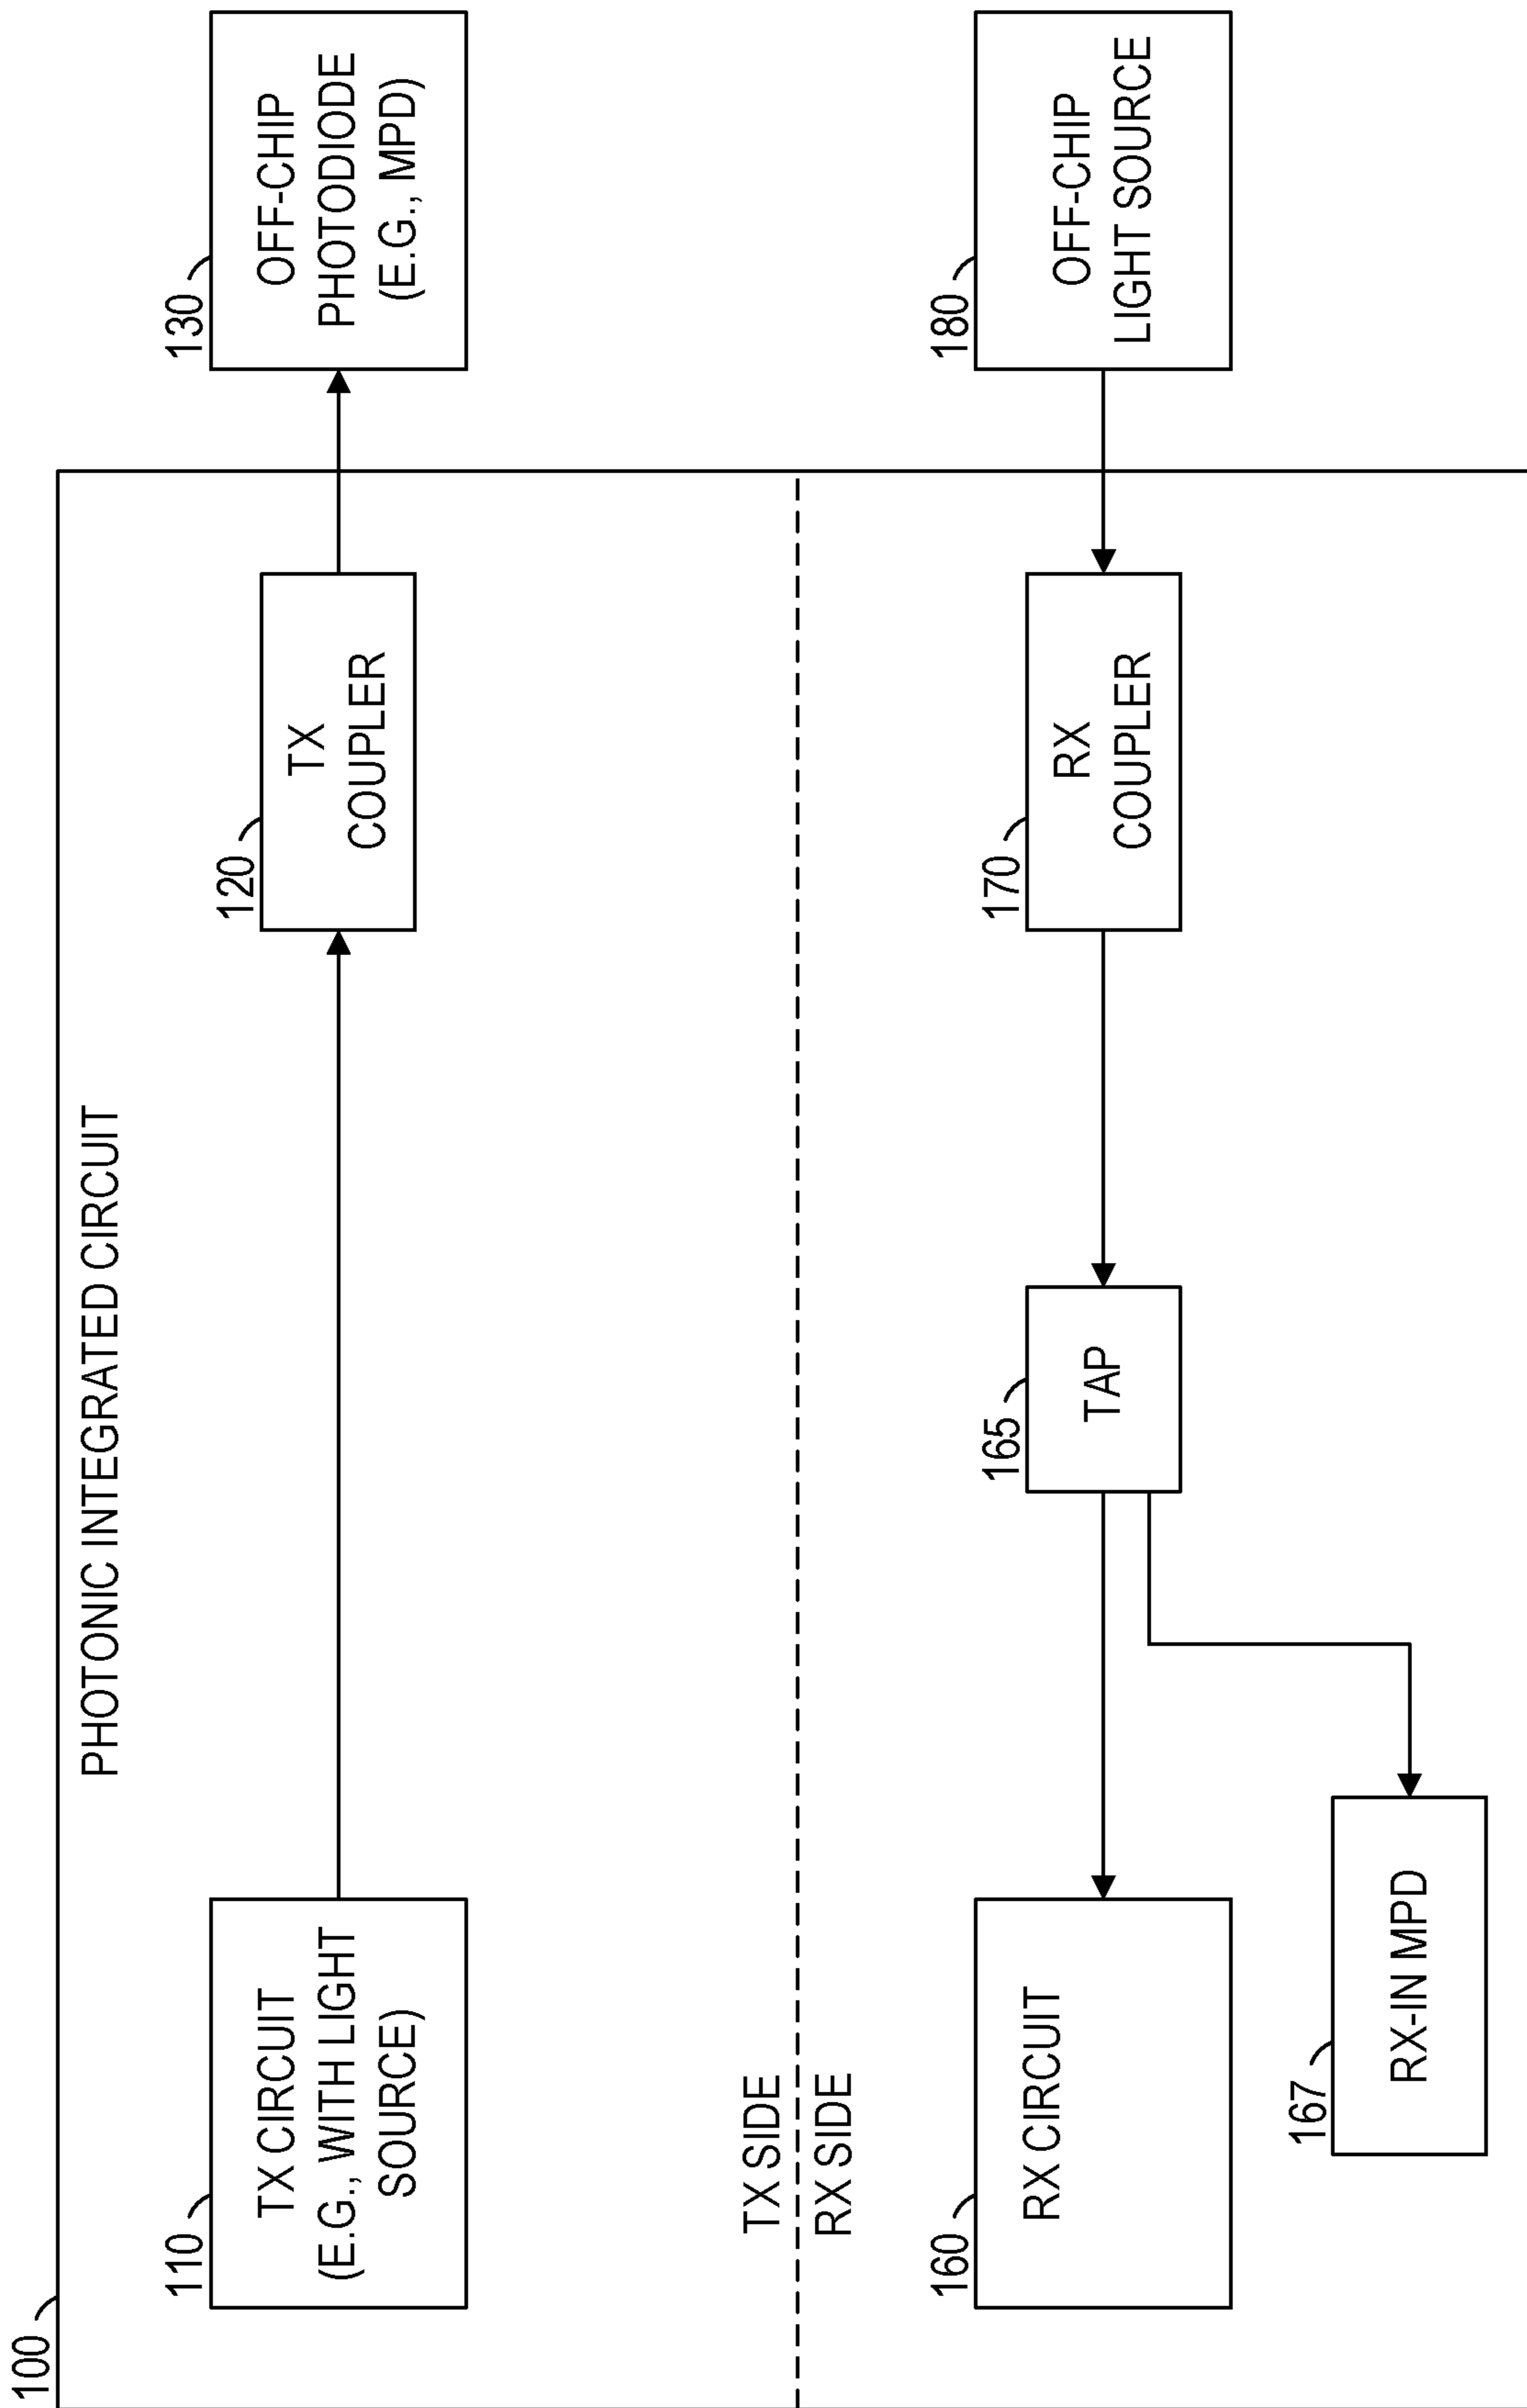 100
PHOTONIC INTEGRATED CIRCUIT
110
TX CIRCUIT
(E.G., WITH LIGHT
SOURCE)
120
TX
COUPLER
130
OFF-CHIP
PHOTODIODE
(E.G., MPD)
TX SIDE
RX SIDE
160
RX CIRCUIT
165
TAP
170
RX
COUPLER
180
OFF-CHIP
LIGHT SOURCE
167
RX-IN MPD